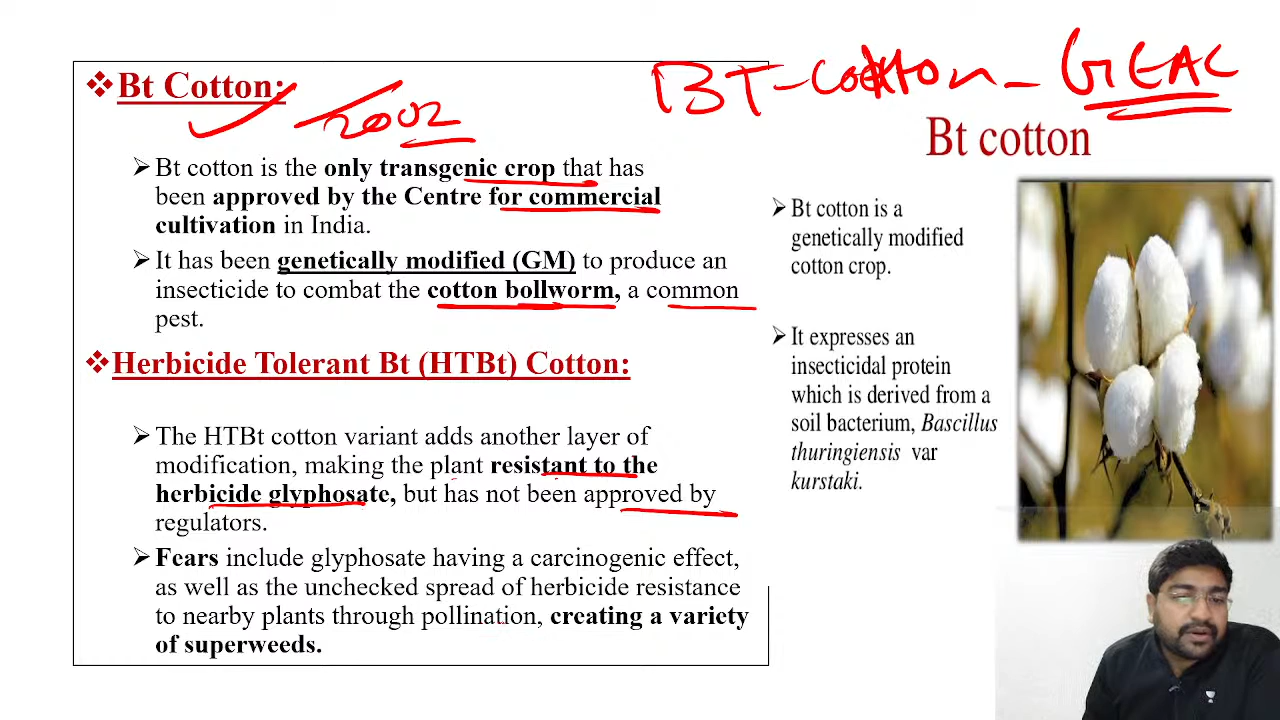 ❖Bt Cotton:
2002
BT-cotton - GEAC
➢Bt cotton is the only transgenic crop that has
been approved by the Centre for commercial
cultivation in India.
➢It has been genetically modified (GM) to produce an
insecticide to combat the cotton bollworm, a common
pest.
❖Herbicide Tolerant Bt (HTBt) Cotton:
➢The HTBt cotton variant adds another layer of
modification, making the plant resistant to the
herbicide glyphosate, but has not been approved by
regulators.
➢Fears include glyphosate having a carcinogenic effect,
as well as the unchecked spread of herbicide resistance
to nearby plants through pollination, creating a variety
of superweeds.
Bt cotton
➢Bt cotton is a
genetically modified
cotton crop.
➢It expresses an
insecticidal protein
which is derived from a
soil bacterium, Bascillus
thuringiensis var
kurstaki.